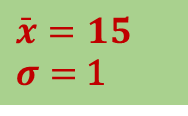 x̄ = 15
σ = 1